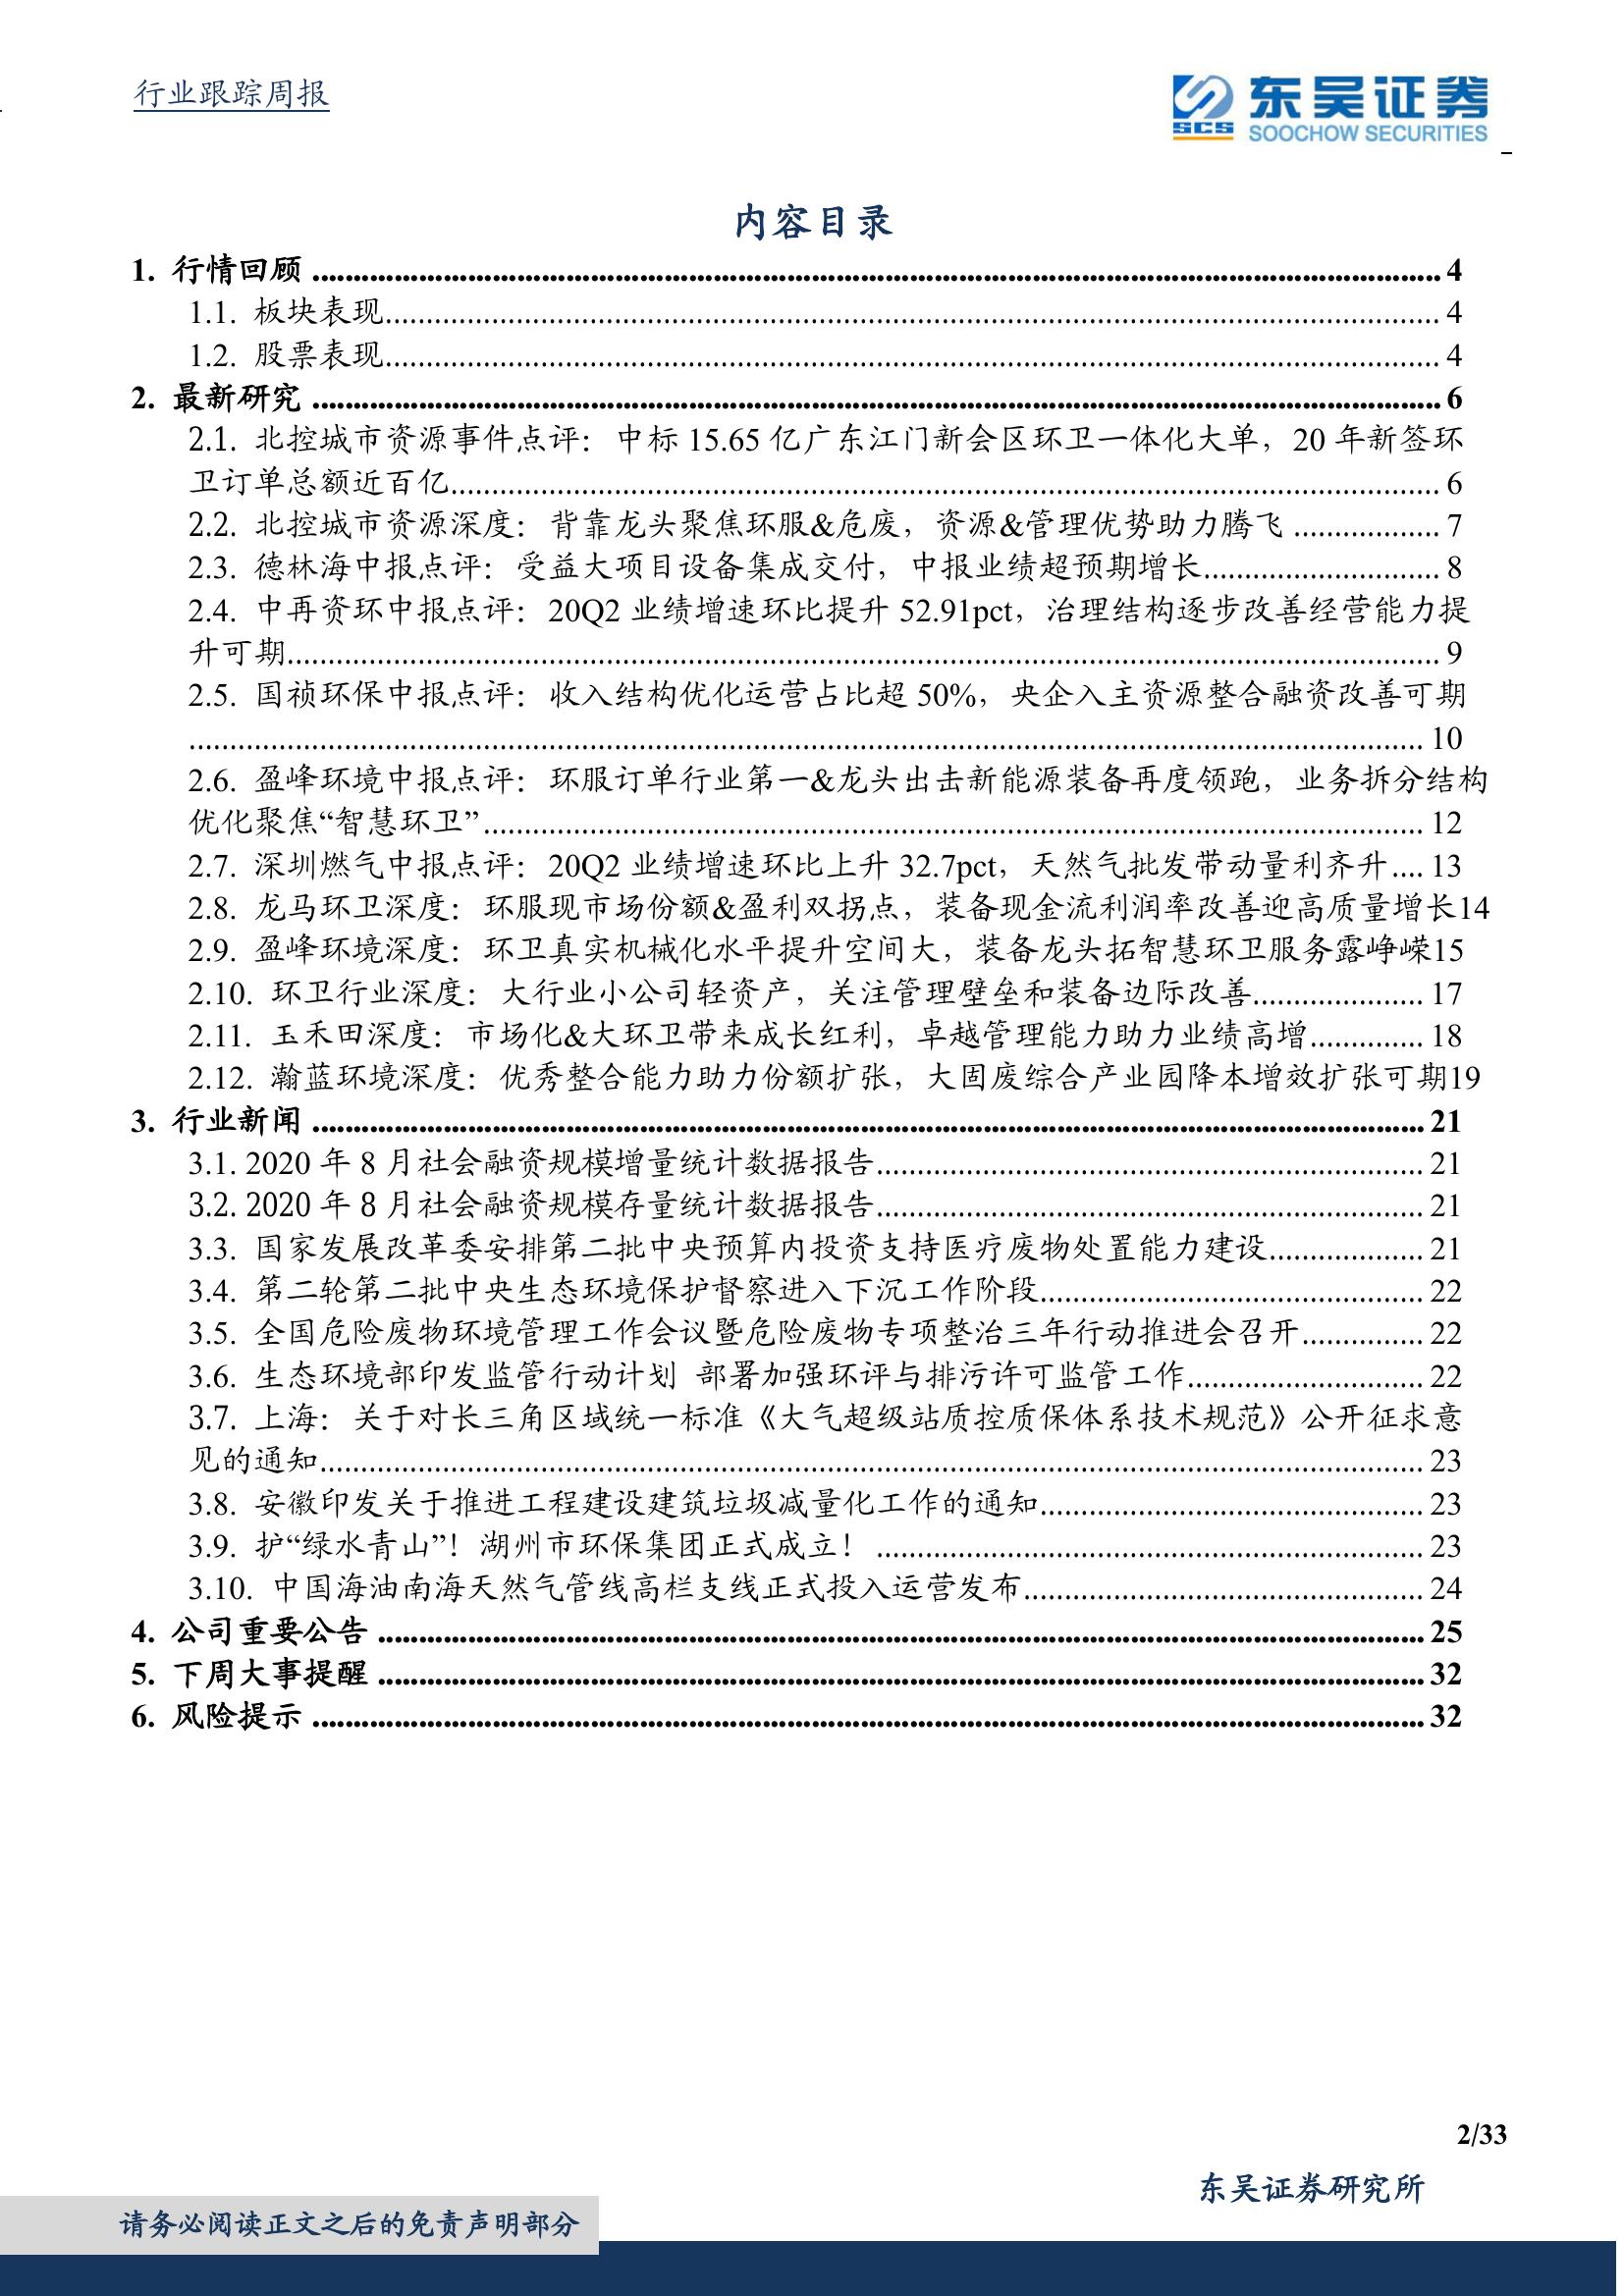 行业跟踪周报
东吴证券
SCS
SOOCHOW SECURITIES
内容目录
1. 行情回顾 ........ 4
1.1. 板块表现........ 4
1.2. 股票表现........ 4
2. 最新研究 ........ 6
2.1. 北控城市资源事件点评：中标 15.65 亿广东江门新会区环卫一体化大单，20 年新签环
卫订单总额近百亿........ 6
2.2. 北控城市资源深度：背靠龙头聚焦环服&危废，资源&管理优势助力腾飞 ........ 7
2.3. 德林海中报点评：受益大项目设备集成交付，中报业绩超预期增长........ 8
2.4. 中再资环中报点评：20Q2 业绩增速环比提升 52.91pct，治理结构逐步改善经营能力提
升可期........ 9
2.5. 国祯环保中报点评：收入结构优化运营占比超 50%，央企入主资源整合融资改善可期
........ 10
2.6. 盈峰环境中报点评：环服订单行业第一&龙头出击新能源装备再度领跑，业务拆分结构
优化聚焦“智慧环卫”........ 12
2.7. 深圳燃气中报点评：20Q2 业绩增速环比上升 32.7pct，天然气批发带动量利齐升.... 13
2.8. 龙马环卫深度：环服现市场份额&盈利双拐点，装备现金流利润率改善迎高质量增长14
2.9. 盈峰环境深度：环卫真实机械化水平提升空间大，装备龙头拓智慧环卫服务露峥嵘15
2.10. 环卫行业深度：大行业小公司轻资产，关注管理壁垒和装备边际改善........ 17
2.11. 玉禾田深度：市场化&大环卫带来成长红利，卓越管理能力助力业绩高增........ 18
2.12. 瀚蓝环境深度：优秀整合能力助力份额扩张，大固废综合产业园降本增效扩张可期19
3. 行业新闻 ........ 21
3.1. 2020 年 8 月社会融资规模增量统计数据报告........ 21
3.2. 2020 年 8 月社会融资规模存量统计数据报告........ 21
3.3. 国家发展改革委安排第二批中央预算内投资支持医疗废物处置能力建设........ 21
3.4. 第二轮第二批中央生态环境保护督察进入下沉工作阶段........ 22
3.5. 全国危险废物环境管理工作会议暨危险废物专项整治三年行动推进会召开........ 22
3.6. 生态环境部印发监管行动计划 部署加强环评与排污许可监管工作........ 22
3.7. 上海：关于对长三角区域统一标准《大气超级站质控质保体系技术规范》公开征求意
见的通知........ 23
3.8. 安徽印发关于推进工程建设建筑垃圾减量化工作的通知........ 23
3.9. 护“绿水青山”！湖州市环保集团正式成立！ ........ 23
3.10. 中国海油南海天然气管线高栏支线正式投入运营发布........ 24
4. 公司重要公告 ........ 25
5. 下周大事提醒 ........ 32
6. 风险提示 ........ 32
2/33
东吴证券研究所
请务必阅读正文之后的免责声明部分